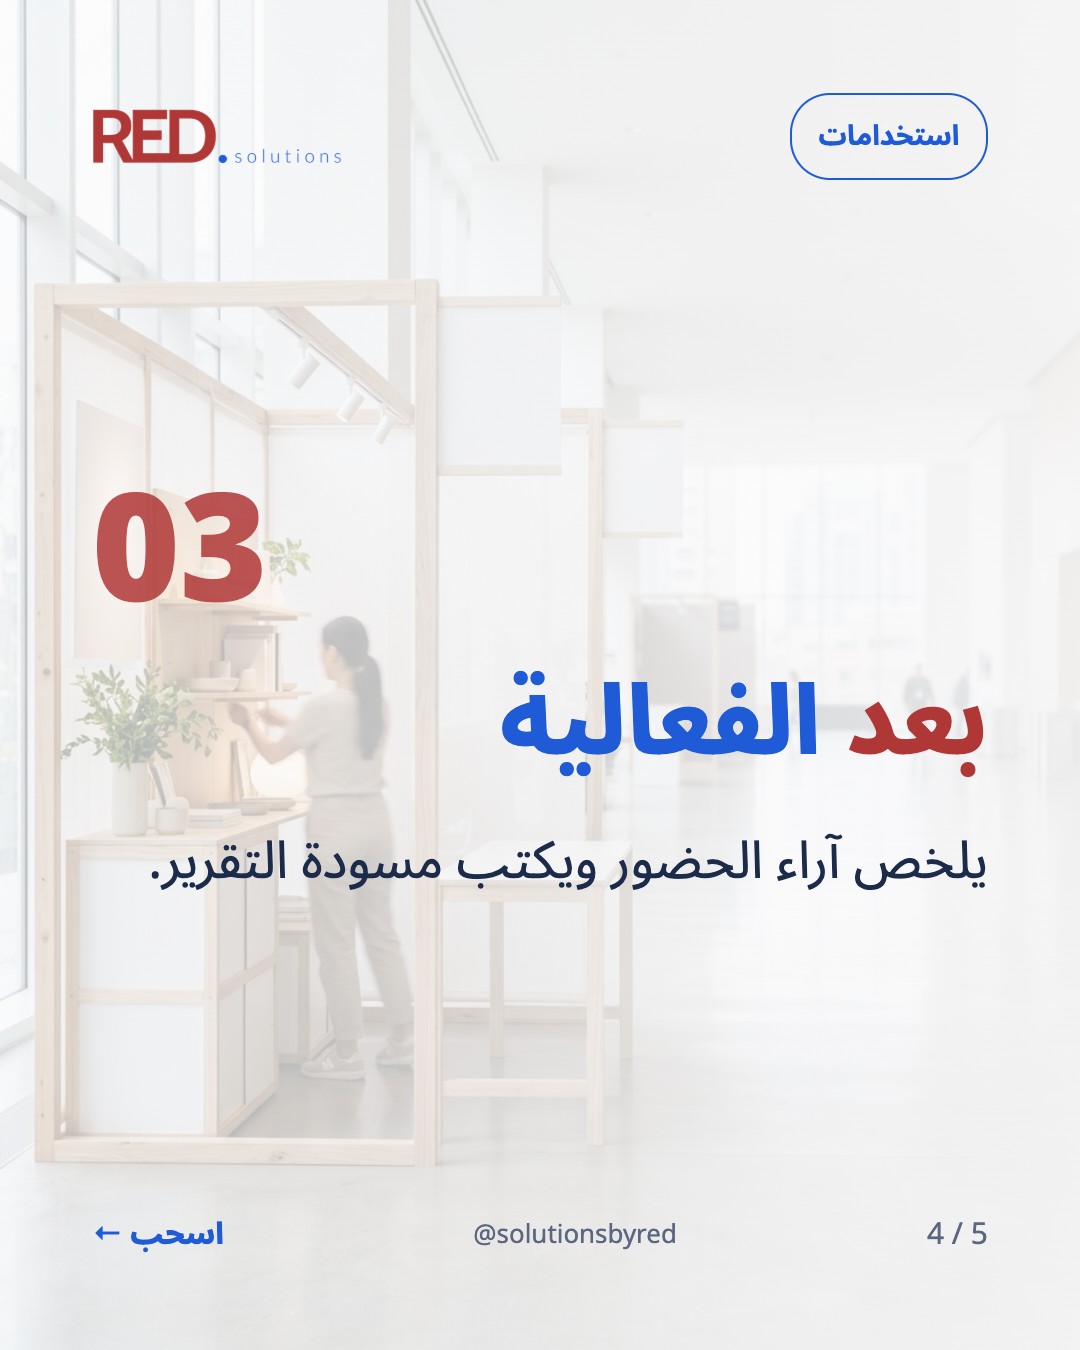 RED.solutions
استخدامات
03
بعد الفعالية
يلخص آراء الحضور ويكتب مسودة التقرير.
4 / 5
@solutionsbyred
اسحب ←